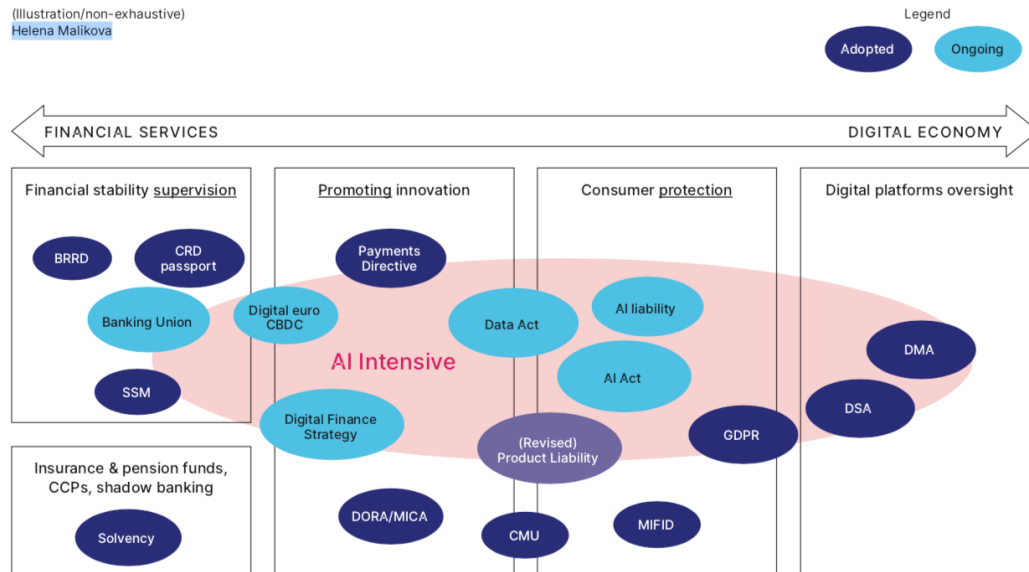 (Illustration/non-exhaustive)
Helena Malikova
Legend
Adopted
Ongoing
FINANCIAL SERVICES
DIGITAL ECONOMY
Financial stability supervision
Promoting innovation
Consumer protection
Digital platforms oversight
BRRD
CRD
passport
Payments
Directive
Banking Union
Digital euro
CBDC
Data Act
AI liability
DMA
AI Intensive
AI Act
SSM
DSA
Digital Finance
Strategy
(Revised)
Product Liability
GDPR
Insurance & pension funds,
CCPs, shadow banking
Solvency
DORA/MICA
CMU
MIFID